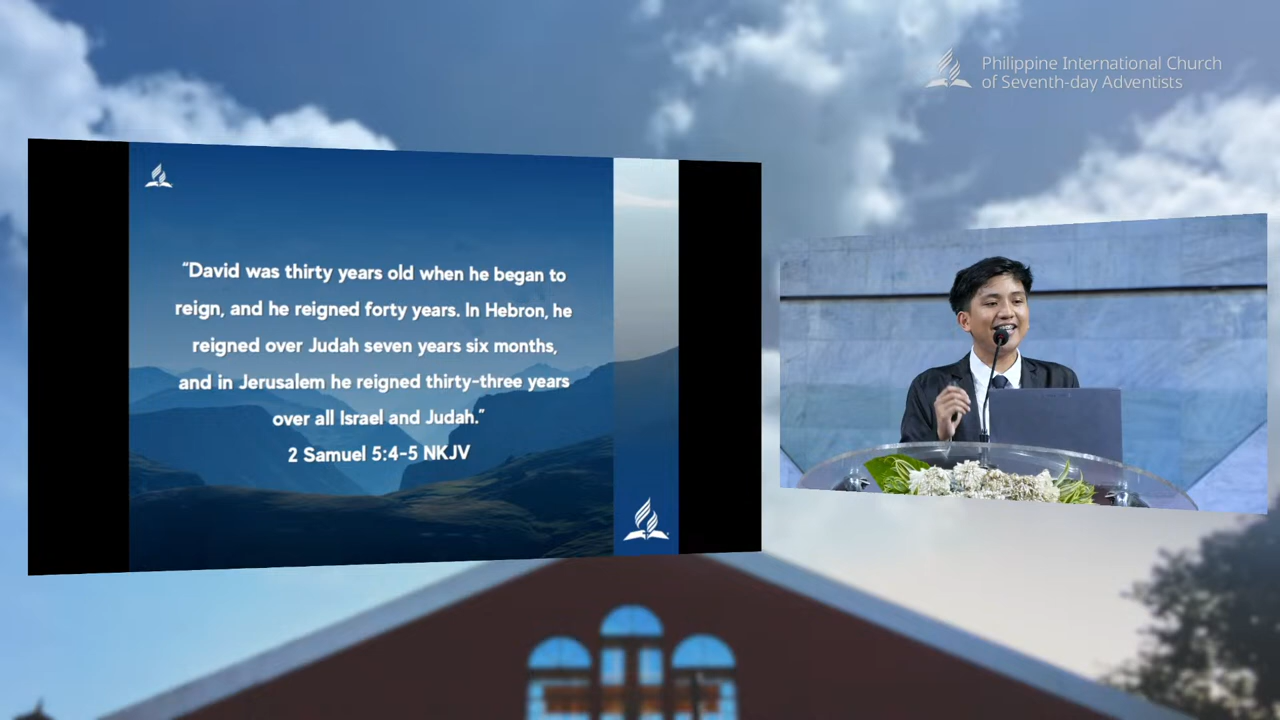 Philippine International Church
of Seventh-day Adventists
“David was thirty years old when he began to
reign, and he reigned forty years. In Hebron, he
reigned over Judah seven years six months,
and in Jerusalem he reigned thirty-three years
over all Israel and Judah.”
2 Samuel 5:4-5 NKJV